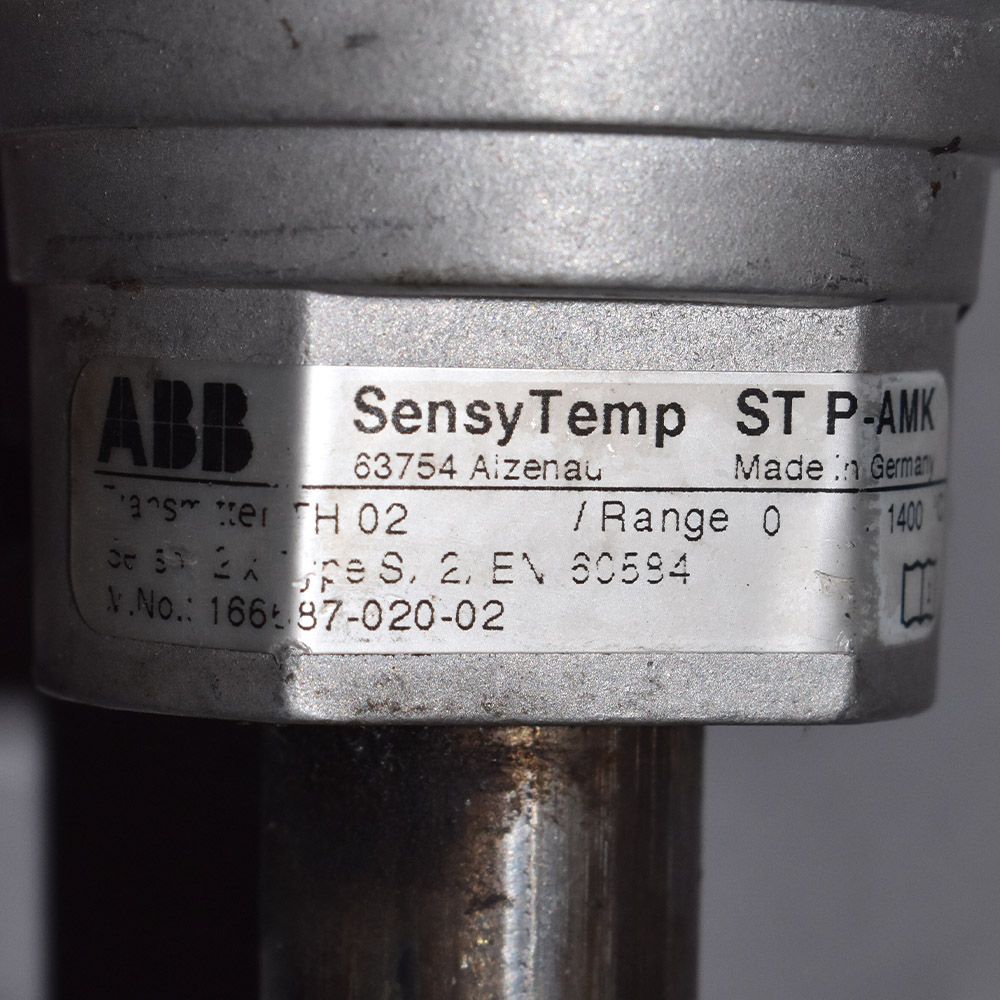 ABB SensyTemp ST P-AMK
63754 Alzenau Made in Germany
Transmitter TH 02 / Range 0 1400
2 x Type S, 2, EN 60584
-020-02